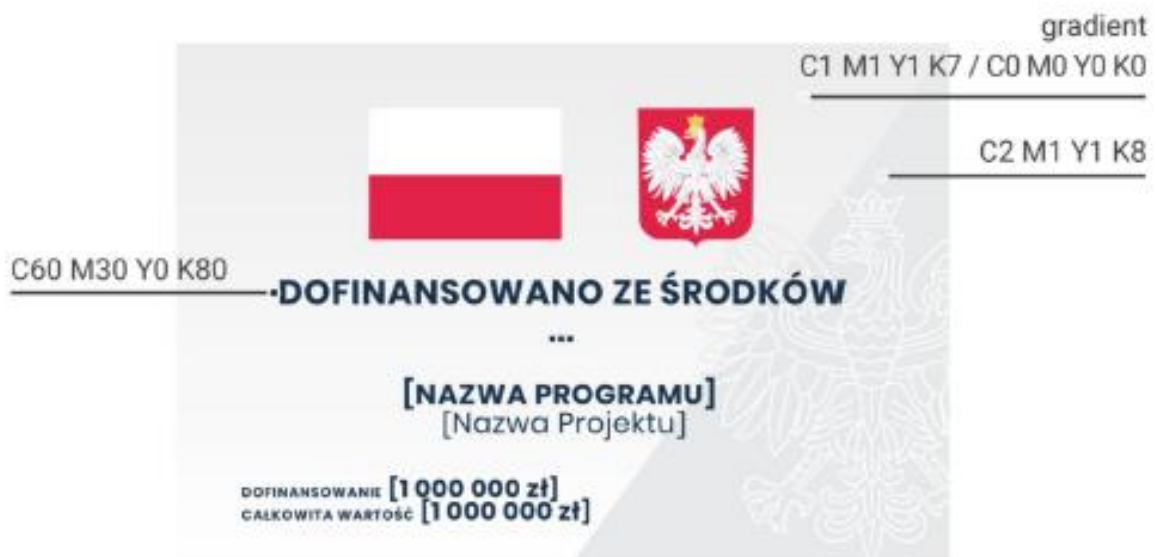 gradient
C1 M1 Y1 K7 / C0 M0 Y0 K0
C2 M1 Y1 K8
C60 M30 Y0 K80
DOFINANSOWANO ZE ŚRODKÓW
...
[NAZWA PROGRAMU]
[Nazwa Projektu]
DOFINANSOWANIE [1 000 000 zł]
CAŁKOWITA WARTOŚĆ [1 000 000 zł]